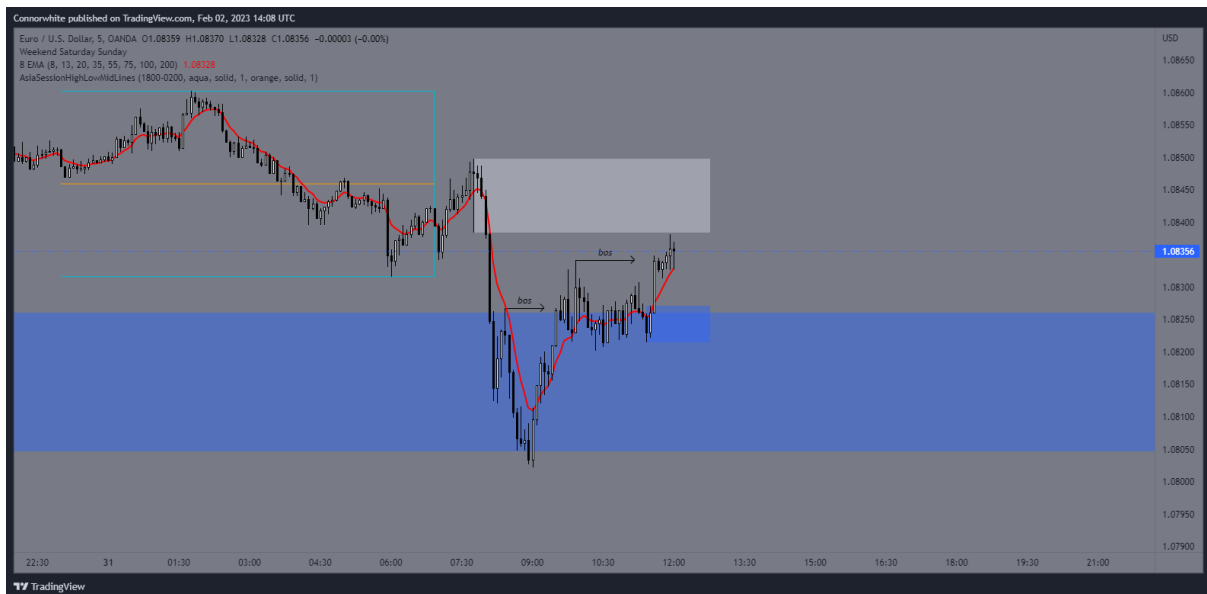 Connorwhite published on TradingView.com, Feb 02, 2023 14:08 UTC
Euro / U.S. Dollar, 5, OANDA O1.08359 H1.08370 L1.08328 C1.08356 −0.00003 (−0.00%)
Weekend Saturday Sunday
8 EMA (8, 13, 20, 35, 55, 75, 100, 200) 1.08328
AsiaSessionHighLowMidLines (1800-0200, aqua, solid, 1, orange, solid, 1)
USD
1.08650
1.08600
1.08550
1.08500
1.08450
1.08400
bos
1.08356
1.08300
bos
1.08250
1.08200
1.08150
1.08100
1.08050
1.08000
1.07950
1.07900
22:30 31 01:30 03:00 04:30 06:00 07:30 09:00 10:30 12:00 13:30 15:00 16:30 18:00 19:30 21:00
TradingView